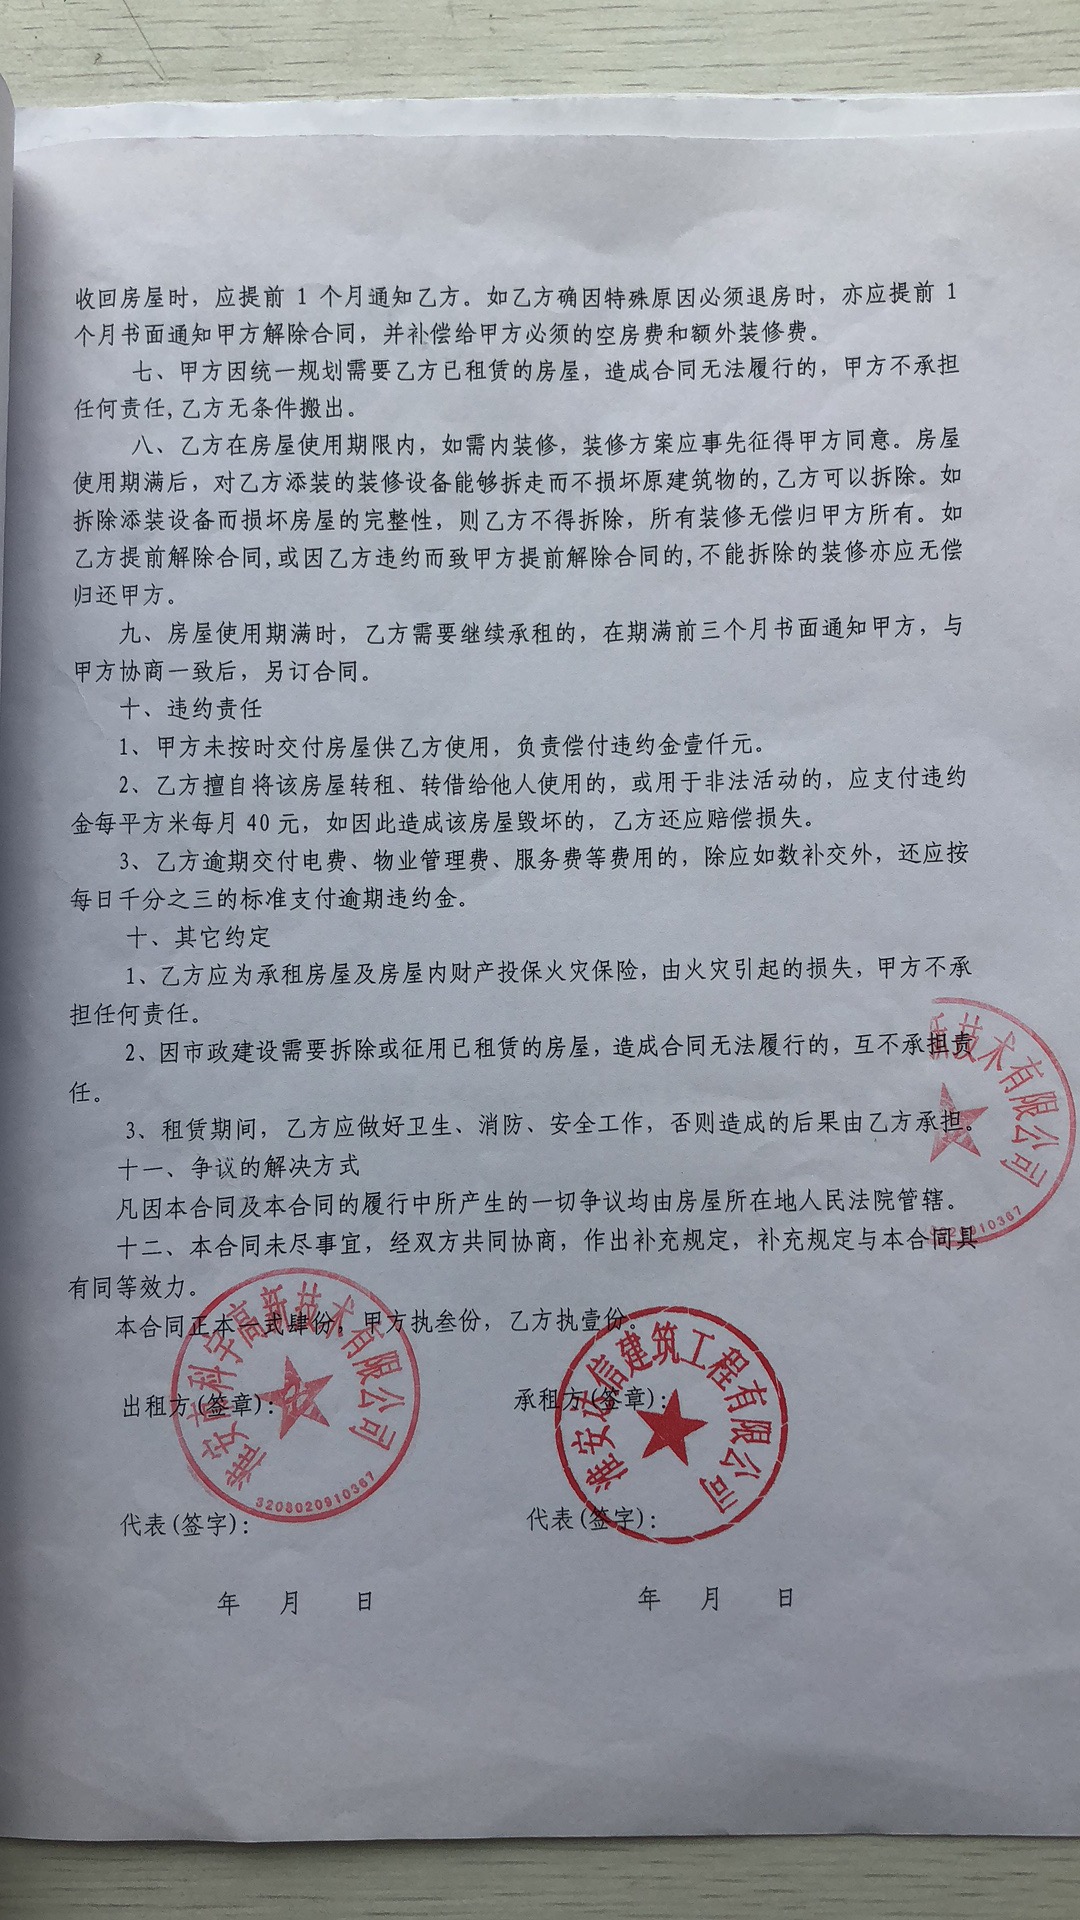 收回房屋时，应提前 1 个月通知乙方。如乙方确因特殊原因必须退房时，亦应提前 1
个月书面通知甲方解除合同，并补偿给甲方必须的空房费和额外装修费。
七、甲方因统一规划需要乙方已租赁的房屋，造成合同无法履行的，甲方不承担
任何责任,乙方无条件搬出。
八、乙方在房屋使用期限内，如需内装修，装修方案应事先征得甲方同意。房屋
使用期满后，对乙方添装的装修设备能够拆走而不损坏原建筑物的,乙方可以拆除。如
拆除添装设备而损坏房屋的完整性，则乙方不得拆除，所有装修无偿归甲方所有。如
乙方提前解除合同,或因乙方违约而致甲方提前解除合同的,不能拆除的装修亦应无偿
归还甲方。
九、房屋使用期满时，乙方需要继续承租的，在期满前三个月书面通知甲方，与
甲方协商一致后，另订合同。
十、违约责任
1、甲方未按时交付房屋供乙方使用，负责偿付违约金壹仟元。
2、乙方擅自将该房屋转租、转借给他人使用的，或用于非法活动的，应支付违约
金每平方米每月 40 元，如因此造成该房屋毁坏的，乙方还应赔偿损失。
3、乙方逾期交付电费、物业管理费、服务费等费用的，除应如数补交外，还应按
每日千分之三的标准支付逾期违约金。
十、其它约定
1、乙方应为承租房屋及房屋内财产投保火灾保险，由火灾引起的损失，甲方不承
担任何责任。
2、因市政建设需要拆除或征用已租赁的房屋，造成合同无法履行的，互不承担责
任。
3、租赁期间，乙方应做好卫生、消防、安全工作，否则造成的后果由乙方承担。
新技术有限公司
十一、争议的解决方式
凡因本合同及本合同的履行中所产生的一切争议均由房屋所在地人民法院管辖。
十二、本合同未尽事宜，经双方共同协商，作出补充规定，补充规定与本合同具
有同等效力。
本合同正本一式肆份，甲方执叁份，乙方执壹份。
出租方(签章)： 承租方(签章)：
淮安市科宇高新技术有限公司
3208020910367
淮安达信建筑工程有限公司
代表(签字)： 代表(签字)：
年 月 日 年 月 日